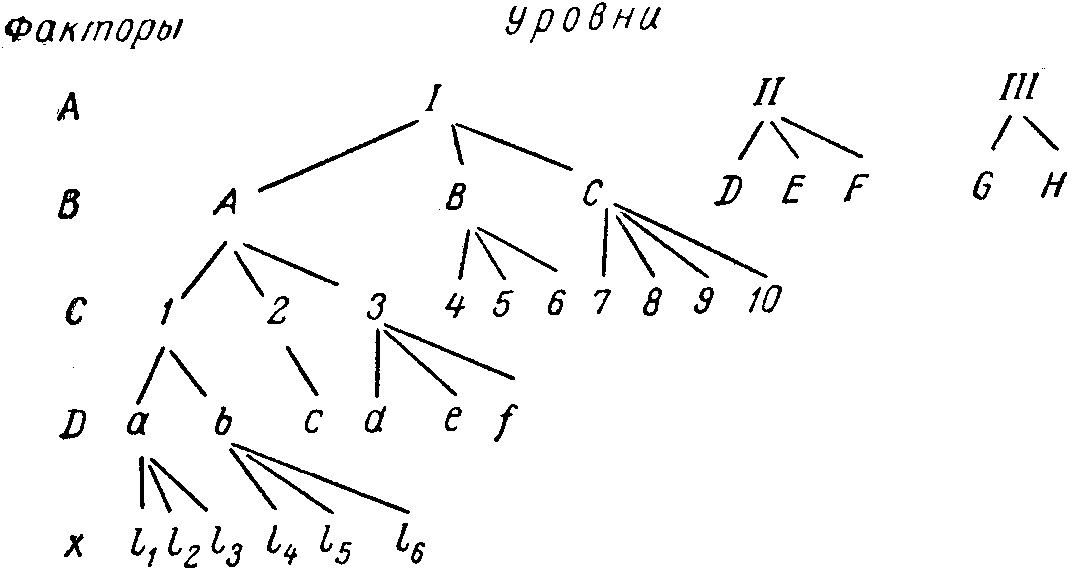 Факторы уровни
A I II III
B A B C D E F G H
C 1 2 3 4 5 6 7 8 9 10
D a b c d e f
x l1 l2 l3 l4 l5 l6